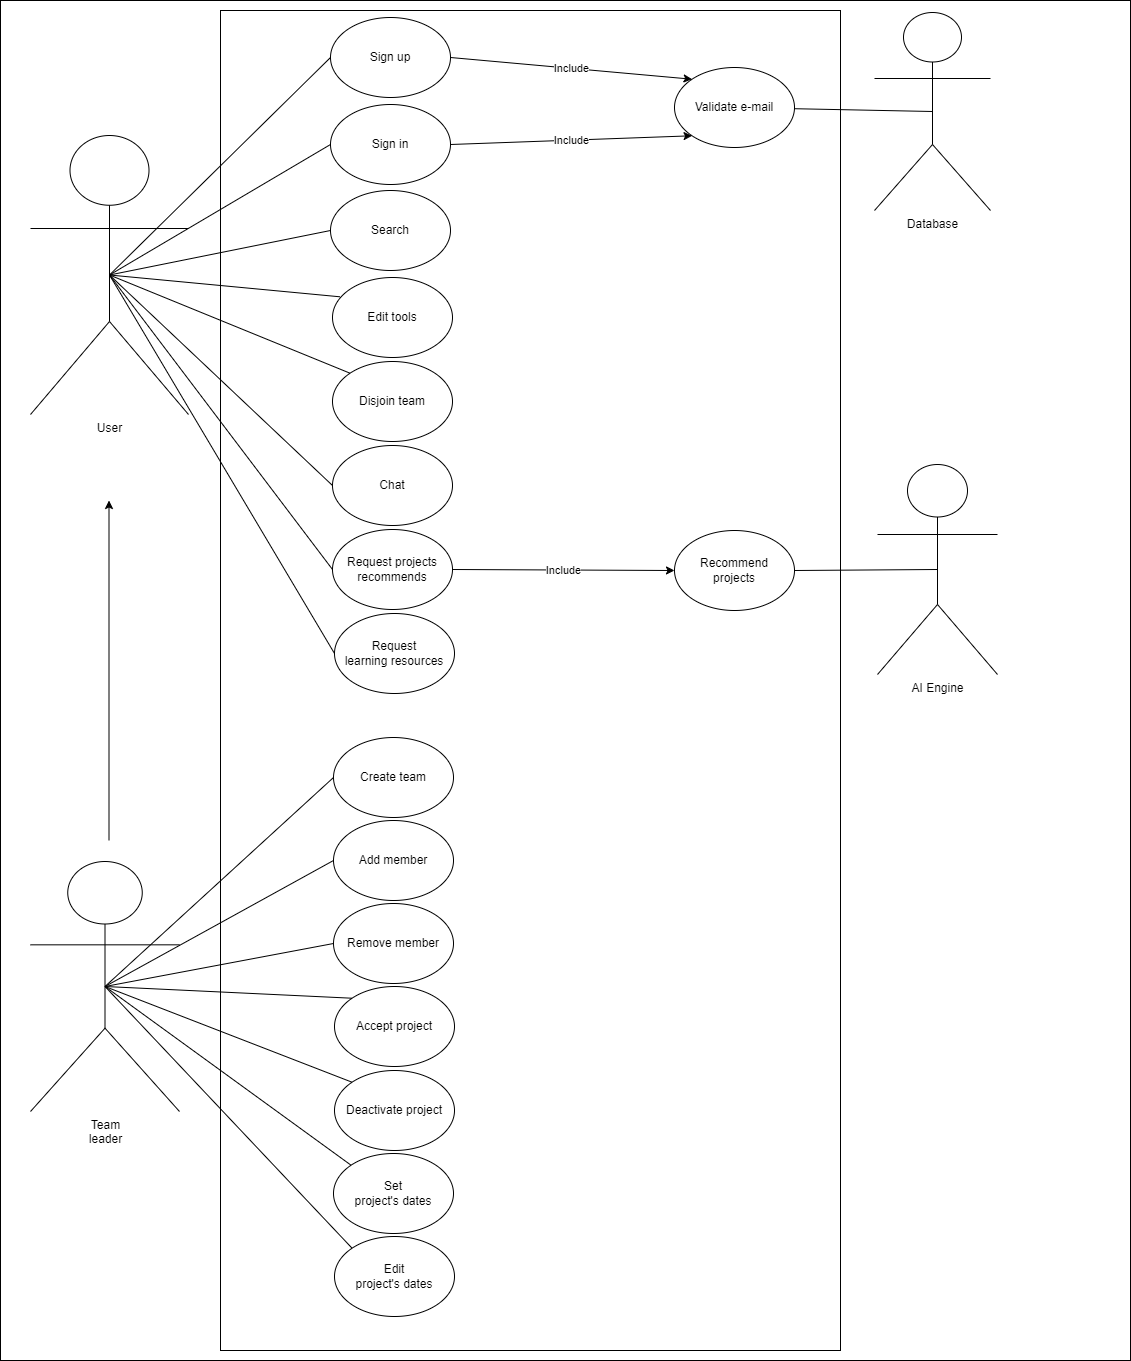 Sign up
Include
Validate e-mail
Sign in
Include
Database
Search
Edit tools
Disjoin team
User
Chat
Request projects
recommends
Include
Recommend
projects
Request
learning resources
AI Engine
Create team
Add member
Remove member
Accept project
Deactivate project
Team
leader
Set
project's dates
Edit
project's dates